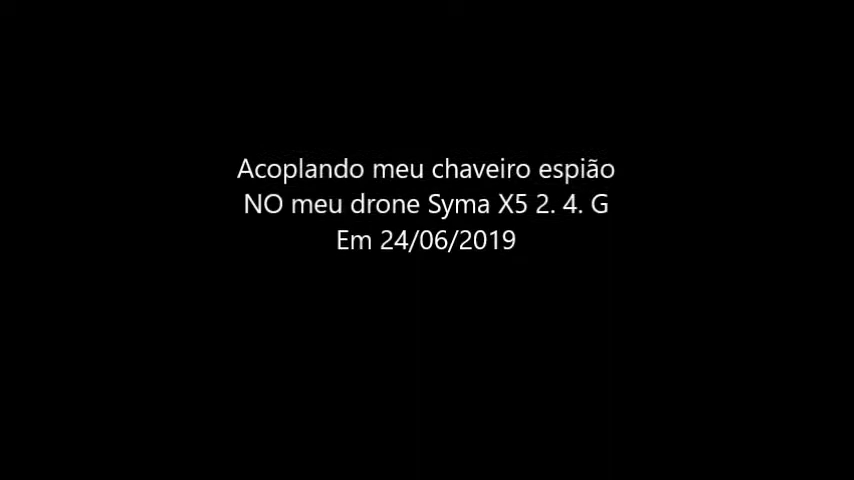 Acoplando meu chaveiro espião
NO meu drone Syma X5 2. 4. G
Em 24/06/2019